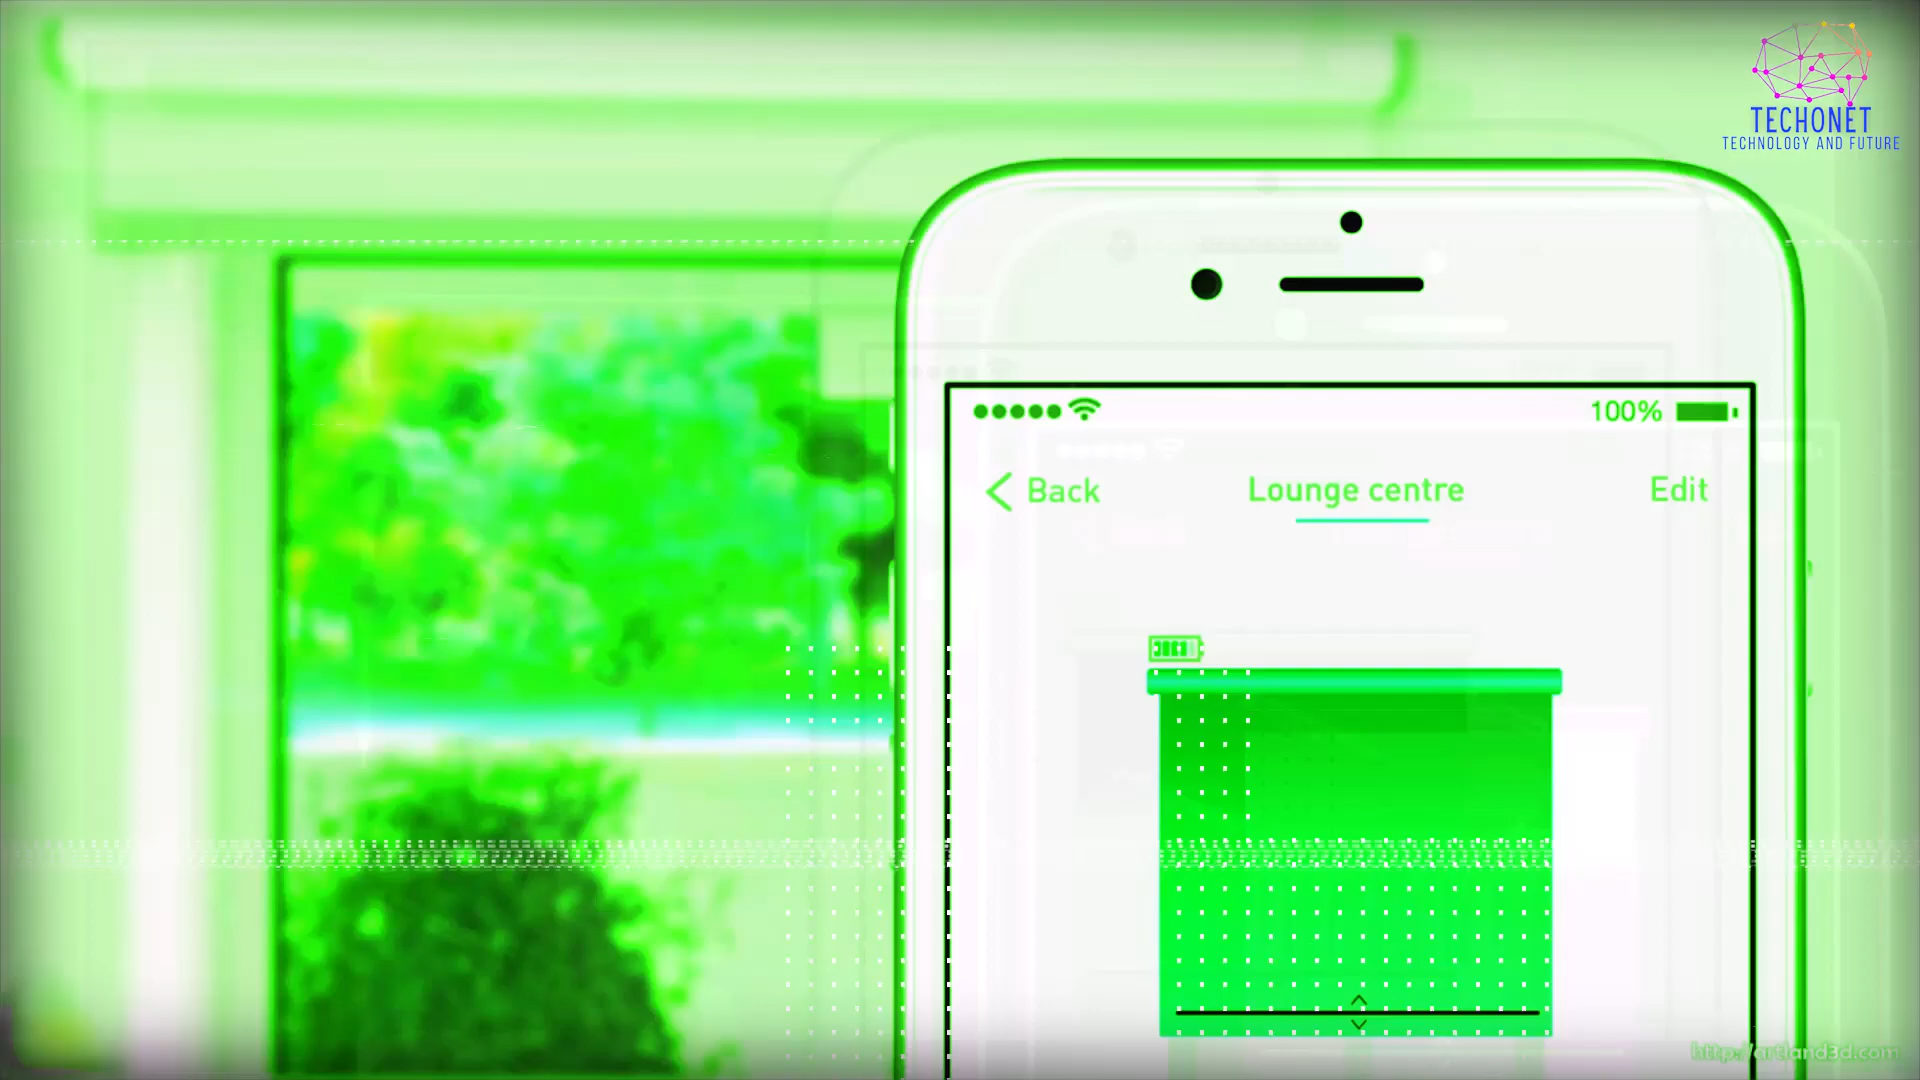 TECHONET
TECHNOLOGY AND FUTURE
100%
Back
Lounge centre
Edit
http://artland3d.com